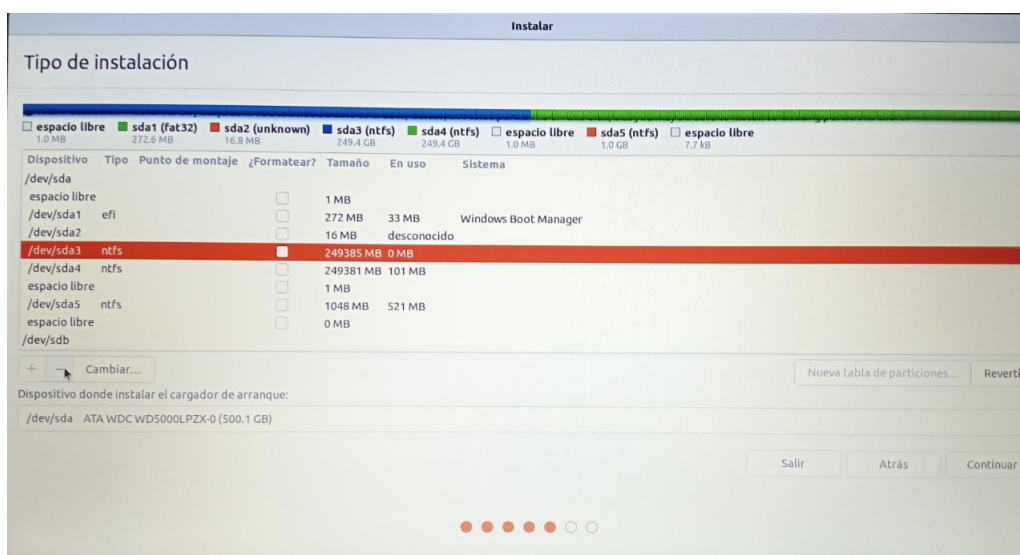 Instalar
Tipo de instalación
espacio libre sda1 (fat32) sda2 (unknown) sda3 (ntfs) sda4 (ntfs) espacio libre sda5 (ntfs) espacio libre
1.0 MB 272.6 MB 16.8 MB 249.4 GB 249.4 GB 1.0 MB 1.0 GB 7.7 kB
Dispositivo Tipo Punto de montaje ¿Formatear? Tamaño En uso Sistema
/dev/sda
espacio libre 1 MB
/dev/sda1 efi 272 MB 33 MB Windows Boot Manager
/dev/sda2 16 MB desconocido
/dev/sda3 ntfs 249385 MB 0 MB
/dev/sda4 ntfs 249381 MB 101 MB
espacio libre 1 MB
/dev/sda5 ntfs 1048 MB 521 MB
espacio libre 0 MB
/dev/sdb
+ - Cambiar... Nueva tabla de particiones... Reverti
Dispositivo donde instalar el cargador de arranque:
/dev/sda ATA WDC WD5000LPZX-0 (500.1 GB)
Salir Atrás Continuar